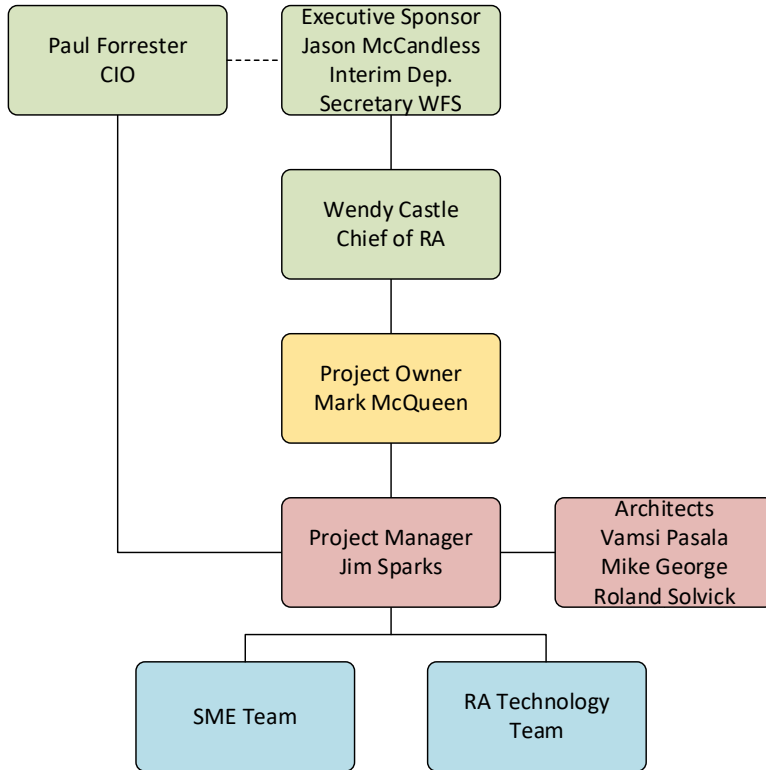 Paul Forrester
CIO
Executive Sponsor
Jason McCandless
Interim Dep.
Secretary WFS
Wendy Castle
Chief of RA
Project Owner
Mark McQueen
Project Manager
Jim Sparks
Architects
Vamsi Pasala
Mike George
Roland Solvick
SME Team
RA Technology
Team